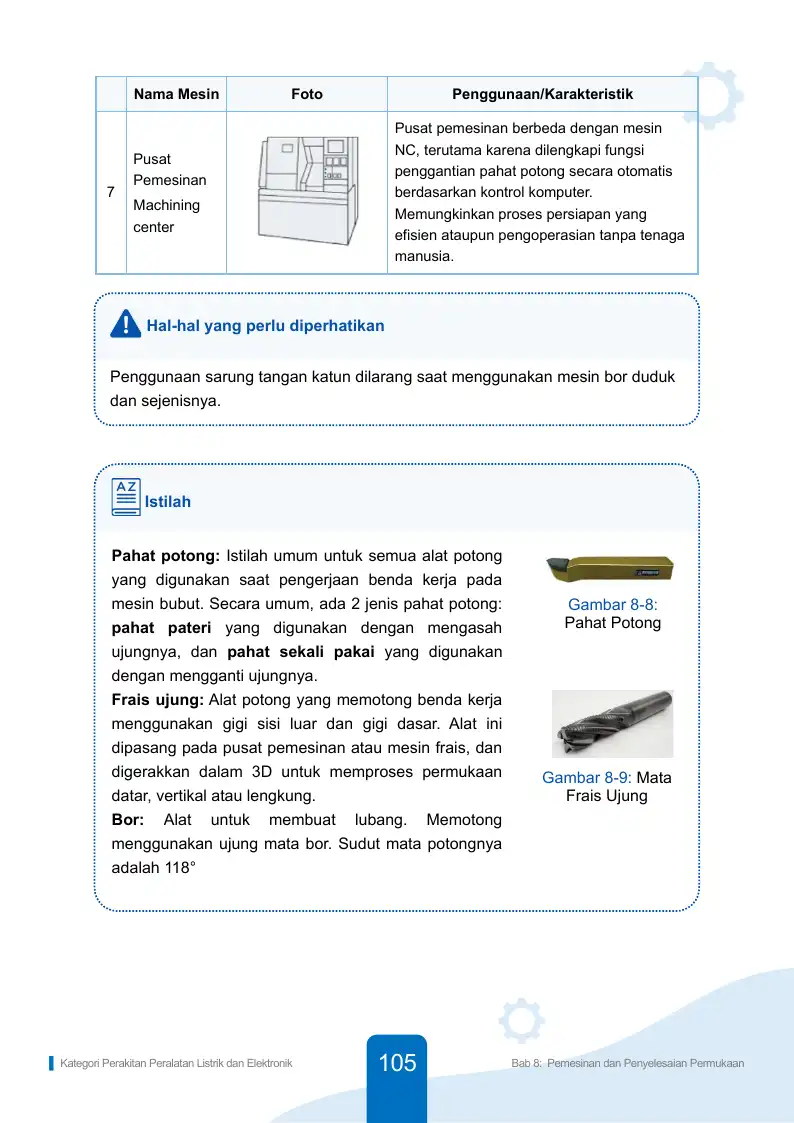 Nama Mesin Foto Penggunaan/Karakteristik
7
Pusat
Pemesinan
Machining
center
Pusat pemesinan berbeda dengan mesin
NC, terutama karena dilengkapi fungsi
penggantian pahat potong secara otomatis
berdasarkan kontrol komputer.
Memungkinkan proses persiapan yang
efisien ataupun pengoperasian tanpa tenaga
manusia.
Hal-hal yang perlu diperhatikan
Penggunaan sarung tangan katun dilarang saat menggunakan mesin bor duduk
dan sejenisnya.
AZ
Istilah
Pahat potong: Istilah umum untuk semua alat potong
yang digunakan saat pengerjaan benda kerja pada
mesin bubut. Secara umum, ada 2 jenis pahat potong:
pahat pateri yang digunakan dengan mengasah
ujungnya, dan pahat sekali pakai yang digunakan
dengan mengganti ujungnya.
Frais ujung: Alat potong yang memotong benda kerja
menggunakan gigi sisi luar dan gigi dasar. Alat ini
dipasang pada pusat pemesinan atau mesin frais, dan
digerakkan dalam 3D untuk memproses permukaan
datar, vertikal atau lengkung.
Bor: Alat untuk membuat lubang. Memotong
menggunakan ujung mata bor. Sudut mata potongnya
adalah 118°
Gambar 8-8:
Pahat Potong
Gambar 8-9: Mata
Frais Ujung
Kategori Perakitan Peralatan Listrik dan Elektronik
105
Bab 8: Pemesinan dan Penyelesaian Permukaan